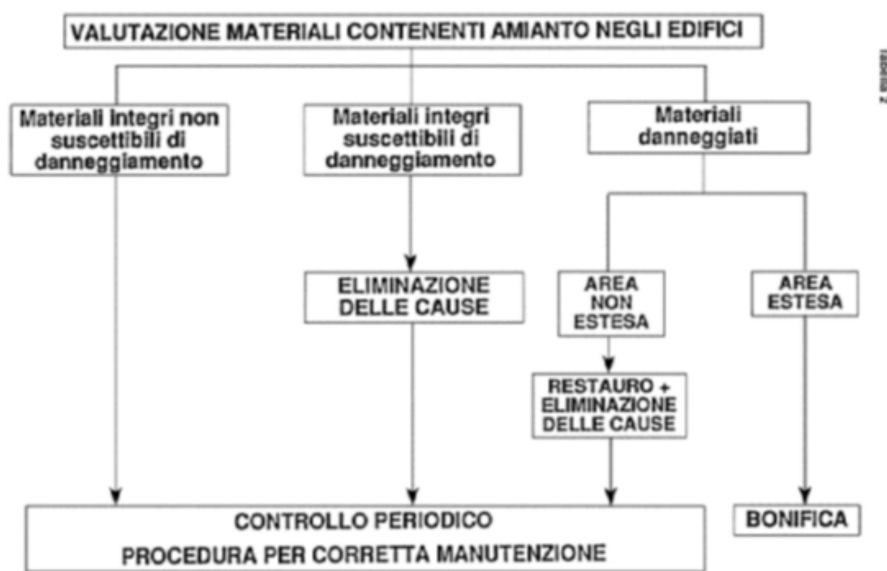 VALUTAZIONE MATERIALI CONTENENTI AMIANTO NEGLI EDIFICI
Tabella 2
Materiali integri non
suscettibili di
danneggiamento
Materiali integri
suscettibili di
danneggiamento
Materiali
danneggiati
ELIMINAZIONE
DELLE CAUSE
AREA
NON
ESTESA
AREA
ESTESA
RESTAURO +
ELIMINAZIONE
DELLE CAUSE
CONTROLLO PERIODICO
PROCEDURA PER CORRETTA MANUTENZIONE
BONIFICA